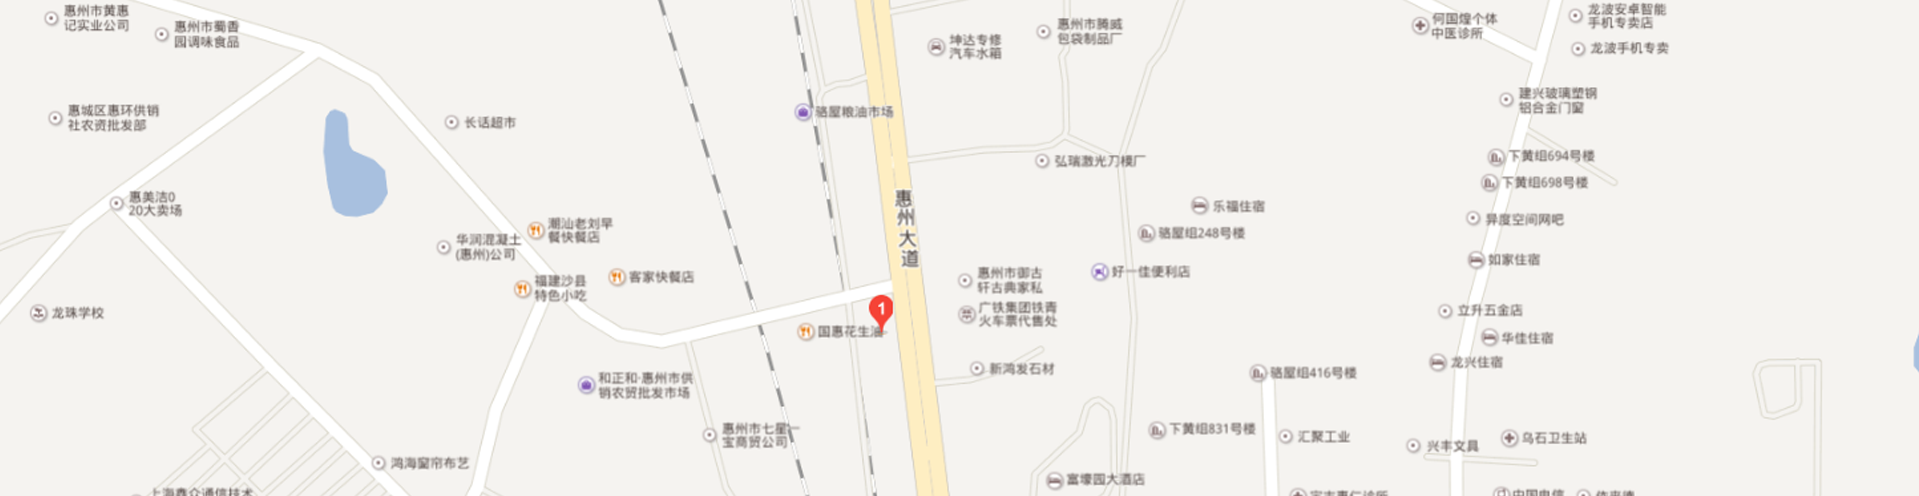 惠州市黄惠
记实业公司
惠州市蜀香
园调味食品
惠城区惠环供销
社农资批发部
长话超市
惠美洁0
20大卖场
华润混凝土
(惠州)公司
潮汕老刘早
餐快餐店
福建沙县
特色小吃
客家快餐店
龙珠学校
和正和·惠州市供
销农贸批发市场
惠州市七星一
宝商贸公司
鸿海窗帘布艺
上海鑫众通信技术
骆屋粮油市场
国惠花生油
1
惠州大道
坤达专修
汽车水箱
惠州市腾威
包袋制品厂
弘瑞激光刀模厂
乐福住宿
骆屋组248号楼
好一佳便利店
惠州市御古
轩古典家私
广铁集团铁青
火车票代售处
新鸿发石材
骆屋组416号楼
下黄组831号楼
汇聚工业
富壕园大酒店
何国煌个体
中医诊所
龙波安卓智能
手机专卖店
龙波手机专卖
建兴玻璃塑钢
铝合金门窗
下黄组694号楼
下黄组698号楼
异度空间网吧
如家住宿
立升五金店
华佳住宿
龙兴住宿
兴丰文具
乌石卫生站
中国电信